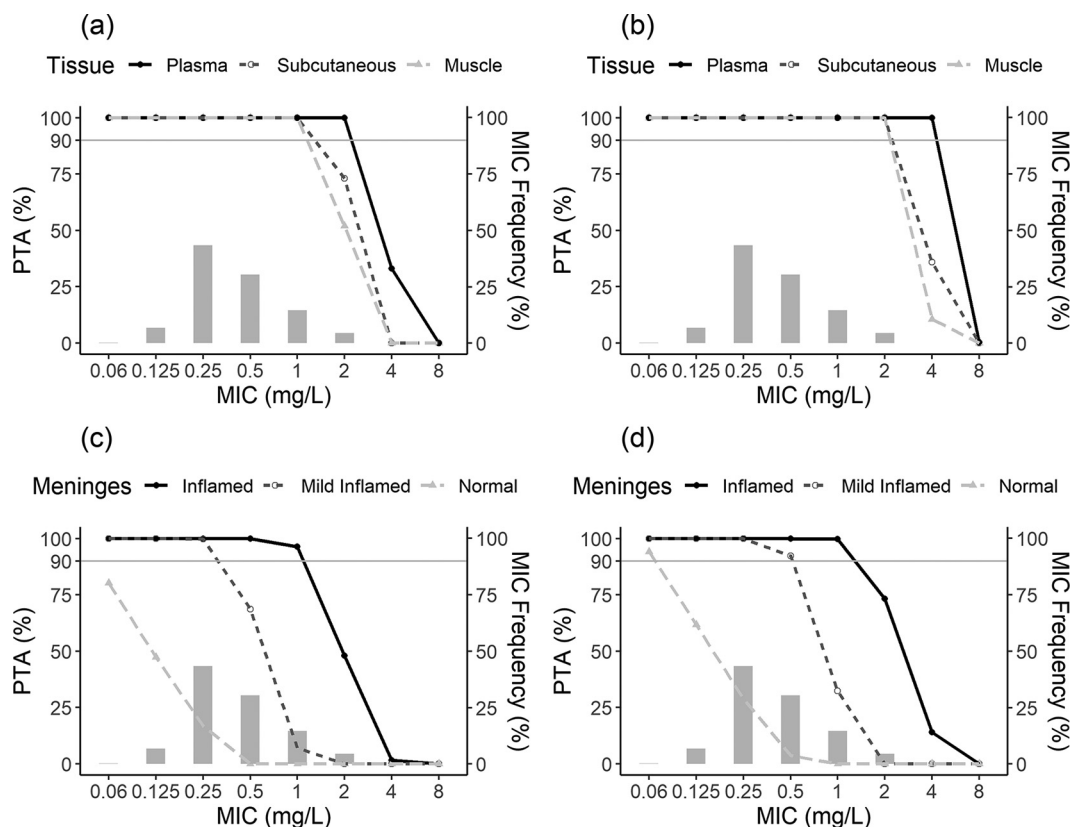 (a)
Tissue Plasma Subcutaneous Muscle
100
90
75
50
25
0
PTA (%)
100
75
50
25
0
MIC Frequency (%)
0.06 0.125 0.25 0.5 1 2 4 8
MIC (mg/L)
(b)
Tissue Plasma Subcutaneous Muscle
100
90
75
50
25
0
PTA (%)
100
75
50
25
0
MIC Frequency (%)
0.06 0.125 0.25 0.5 1 2 4 8
MIC (mg/L)
(c)
Meninges Inflamed Mild Inflamed Normal
100
90
75
50
25
0
PTA (%)
100
75
50
25
0
MIC Frequency (%)
0.06 0.125 0.25 0.5 1 2 4 8
MIC (mg/L)
(d)
Meninges Inflamed Mild Inflamed Normal
100
90
75
50
25
0
PTA (%)
100
75
50
25
0
MIC Frequency (%)
0.06 0.125 0.25 0.5 1 2 4 8
MIC (mg/L)